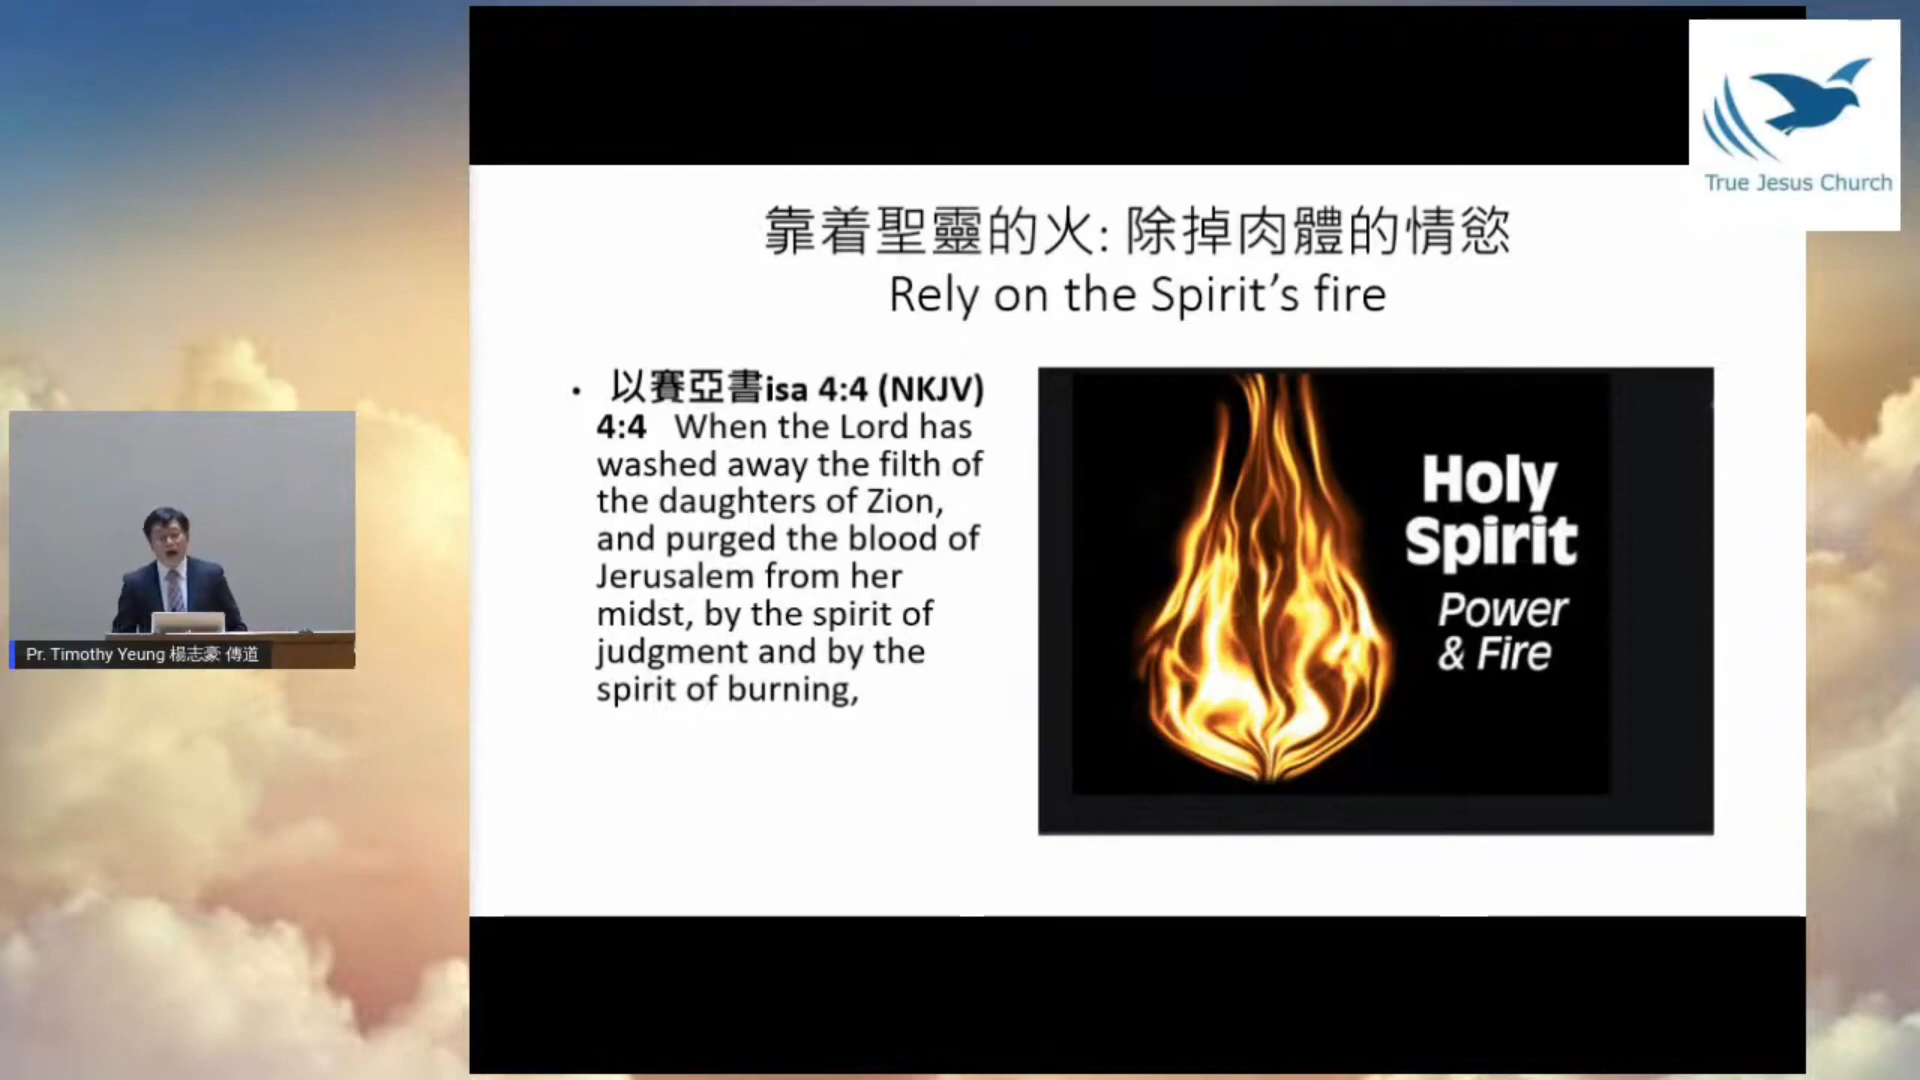 True Jesus Church
靠着聖靈的火: 除掉肉體的情慾
Rely on the Spirit’s fire
• 以賽亞書isa 4:4 (NKJV)
4:4 When the Lord has
washed away the filth of
the daughters of Zion,
and purged the blood of
Jerusalem from her
midst, by the spirit of
judgment and by the
spirit of burning,
Holy
Spirit
Power
& Fire
Pr. Timothy Yeung 楊志豪 傳道